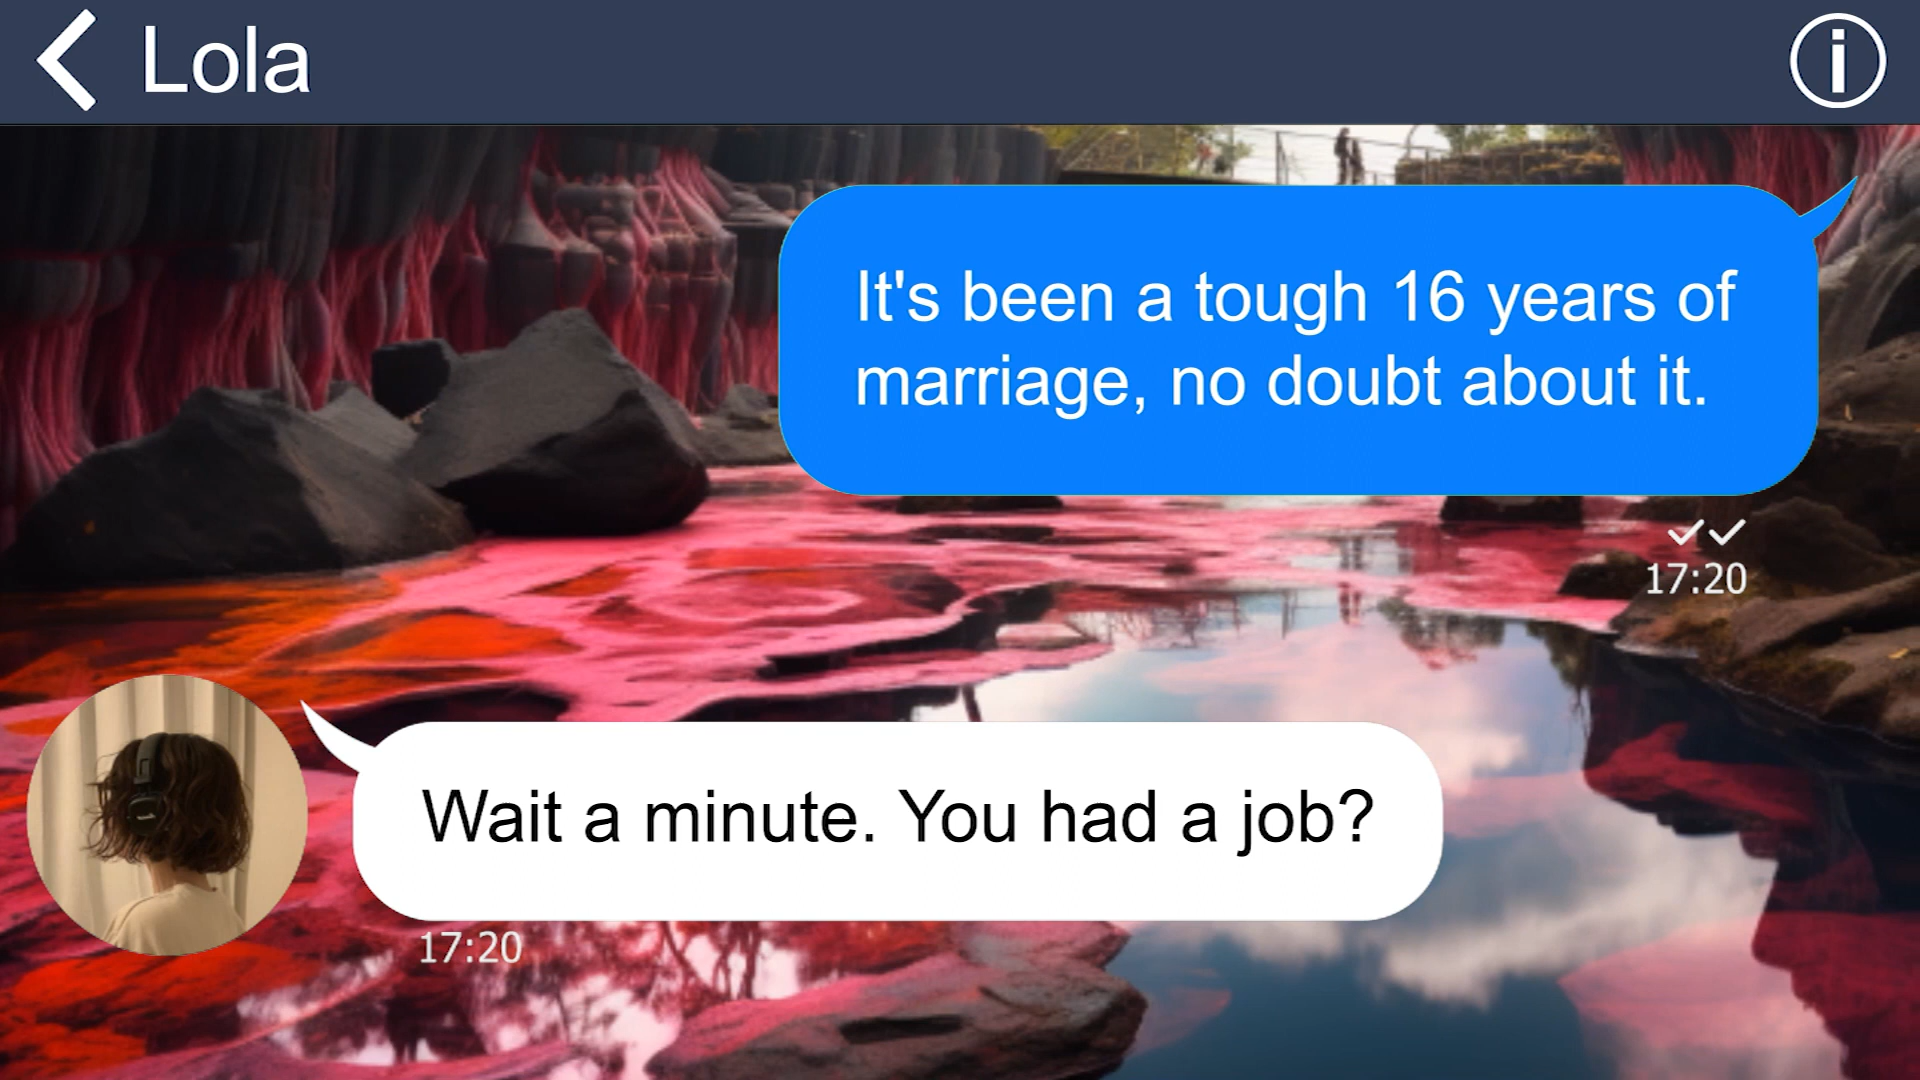 Lola
It's been a tough 16 years of
marriage, no doubt about it.
17:20
Wait a minute. You had a job?
17:20